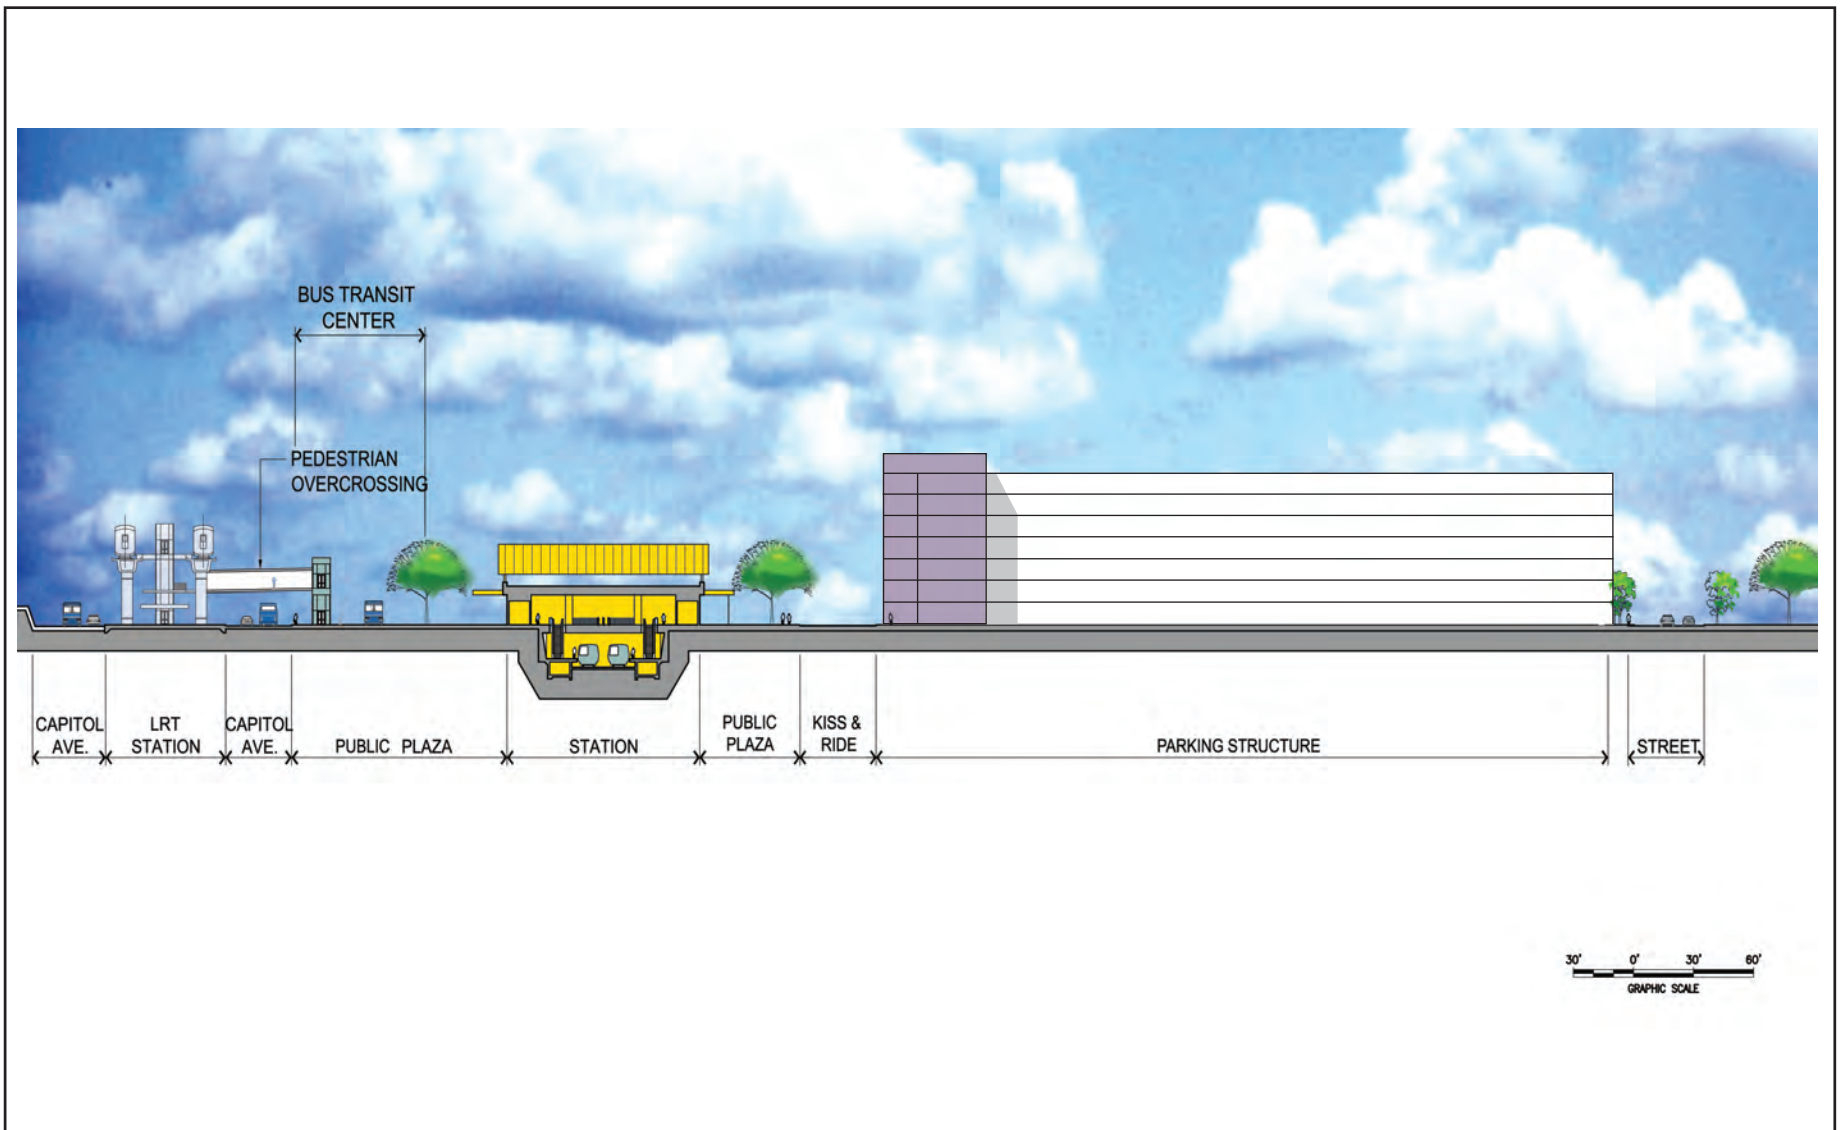 BUS TRANSIT
CENTER
PEDESTRIAN
OVERCROSSING
CAPITOL
AVE.
LRT
STATION
CAPITOL
AVE.
PUBLIC PLAZA
STATION
PUBLIC
PLAZA
KISS &
RIDE
PARKING STRUCTURE
STREET
30' 0' 30' 60'
GRAPHIC SCALE